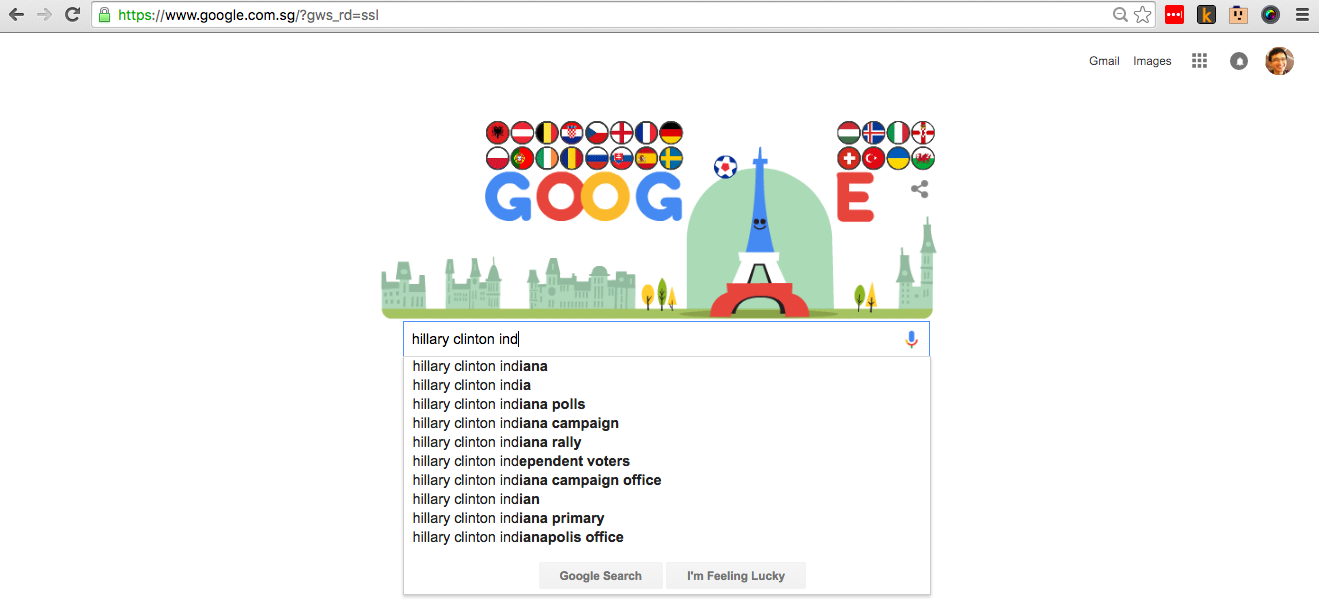 https://www.google.com.sg/?gws_rd=ssl
Gmail Images
GOOG E
hillary clinton ind
hillary clinton indiana
hillary clinton india
hillary clinton indiana polls
hillary clinton indiana campaign
hillary clinton indiana rally
hillary clinton independent voters
hillary clinton indiana campaign office
hillary clinton indian
hillary clinton indiana primary
hillary clinton indianapolis office
Google Search I'm Feeling Lucky